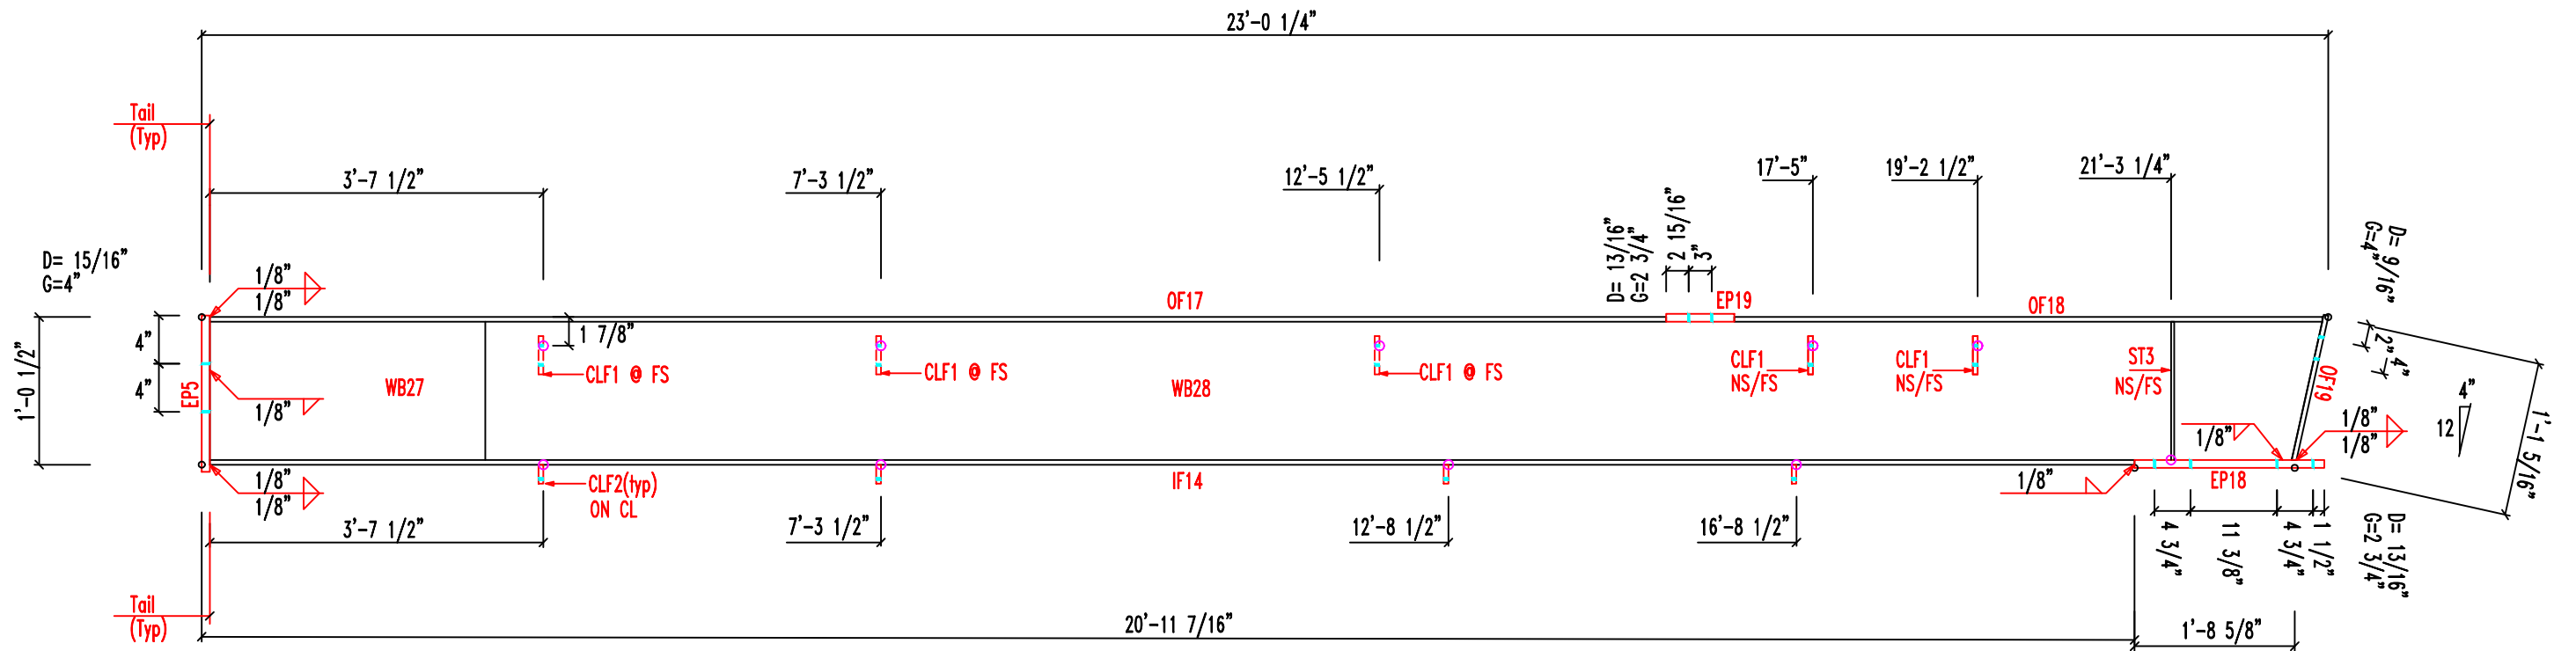 23'-0 1/4"
Tail
(Typ)
3'-7 1/2"
7'-3 1/2"
12'-5 1/2"
17'-5"
19'-2 1/2"
21'-3 1/4"
D= 15/16"
G=4"
1/8"
1/8"
D= 13/16"
G=2 3/4"
2 15/16"
3"
D= 9/16"
G=4"
OF17
EP19
OF18
4"
4"
1'-0 1/2"
EP5
1 7/8"
WB27
CLF1 @ FS
CLF1 @ FS
WB28
CLF1 @ FS
CLF1
NS/FS
CLF1
NS/FS
ST3
NS/FS
2"
4"
OF19
4"
12
1'-1 5/16"
1/8"
1/8"
1/8"
1/8"
1/8"
1/8"
CLF2(typ)
ON CL
IF14
1/8"
EP18
3'-7 1/2"
7'-3 1/2"
12'-8 1/2"
16'-8 1/2"
4 3/4"
11 3/8"
4 3/4"
1 1/2"
D= 13/16"
G=2 3/4"
Tail
(Typ)
20'-11 7/16"
1'-8 5/8"